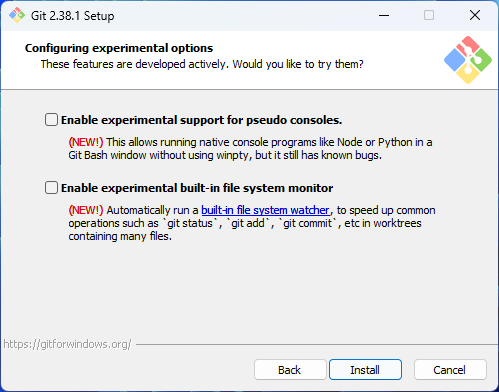 Git 2.38.1 Setup
Configuring experimental options
These features are developed actively. Would you like to try them?
Enable experimental support for pseudo consoles.
(NEW!) This allows running native console programs like Node or Python in a
Git Bash window without using winpty, but it still has known bugs.
Enable experimental built-in file system monitor
(NEW!) Automatically run a built-in file system watcher, to speed up common
operations such as `git status`, `git add`, `git commit`, etc in worktrees
containing many files.
https://gitforwindows.org/
Back
Install
Cancel